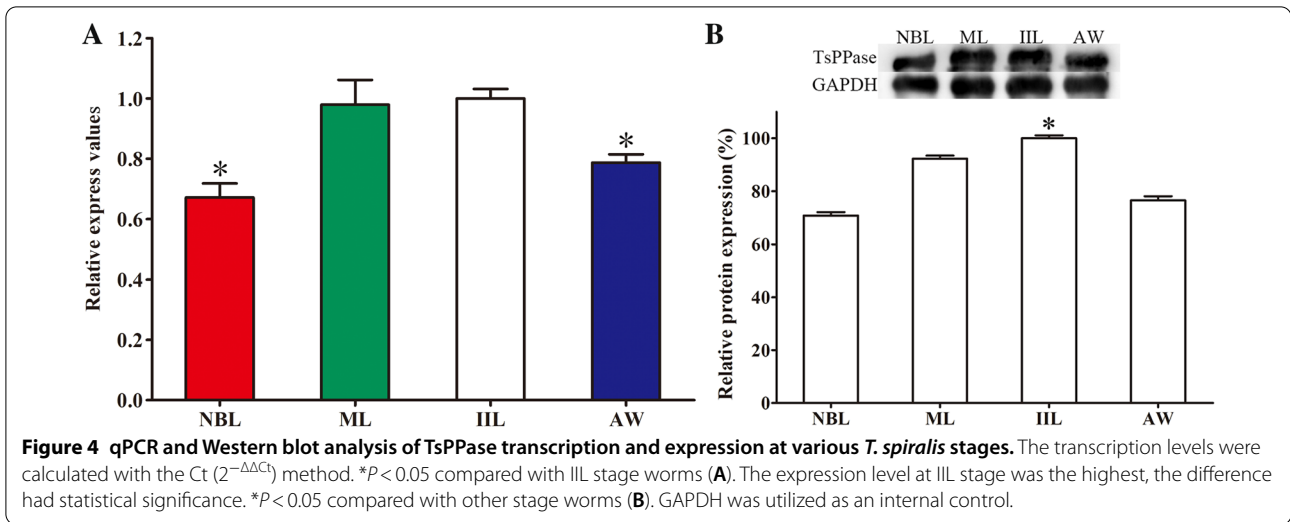 A
Relative express values
1.2
1.0
0.8
0.6
0.4
0.2
0.0
*
*
NBL ML IIL AW
B
NBL ML IIL AW
TsPPase
GAPDH
Relative protein expression (%)
100
80
60
40
20
0
*
NBL ML IIL AW
Figure 4 qPCR and Western blot analysis of TsPPase transcription and expression at various T. spiralis stages. The transcription levels were
calculated with the Ct (2−ΔΔCt) method. *P < 0.05 compared with IIL stage worms (A). The expression level at IIL stage was the highest, the difference
had statistical significance. *P < 0.05 compared with other stage worms (B). GAPDH was utilized as an internal control.